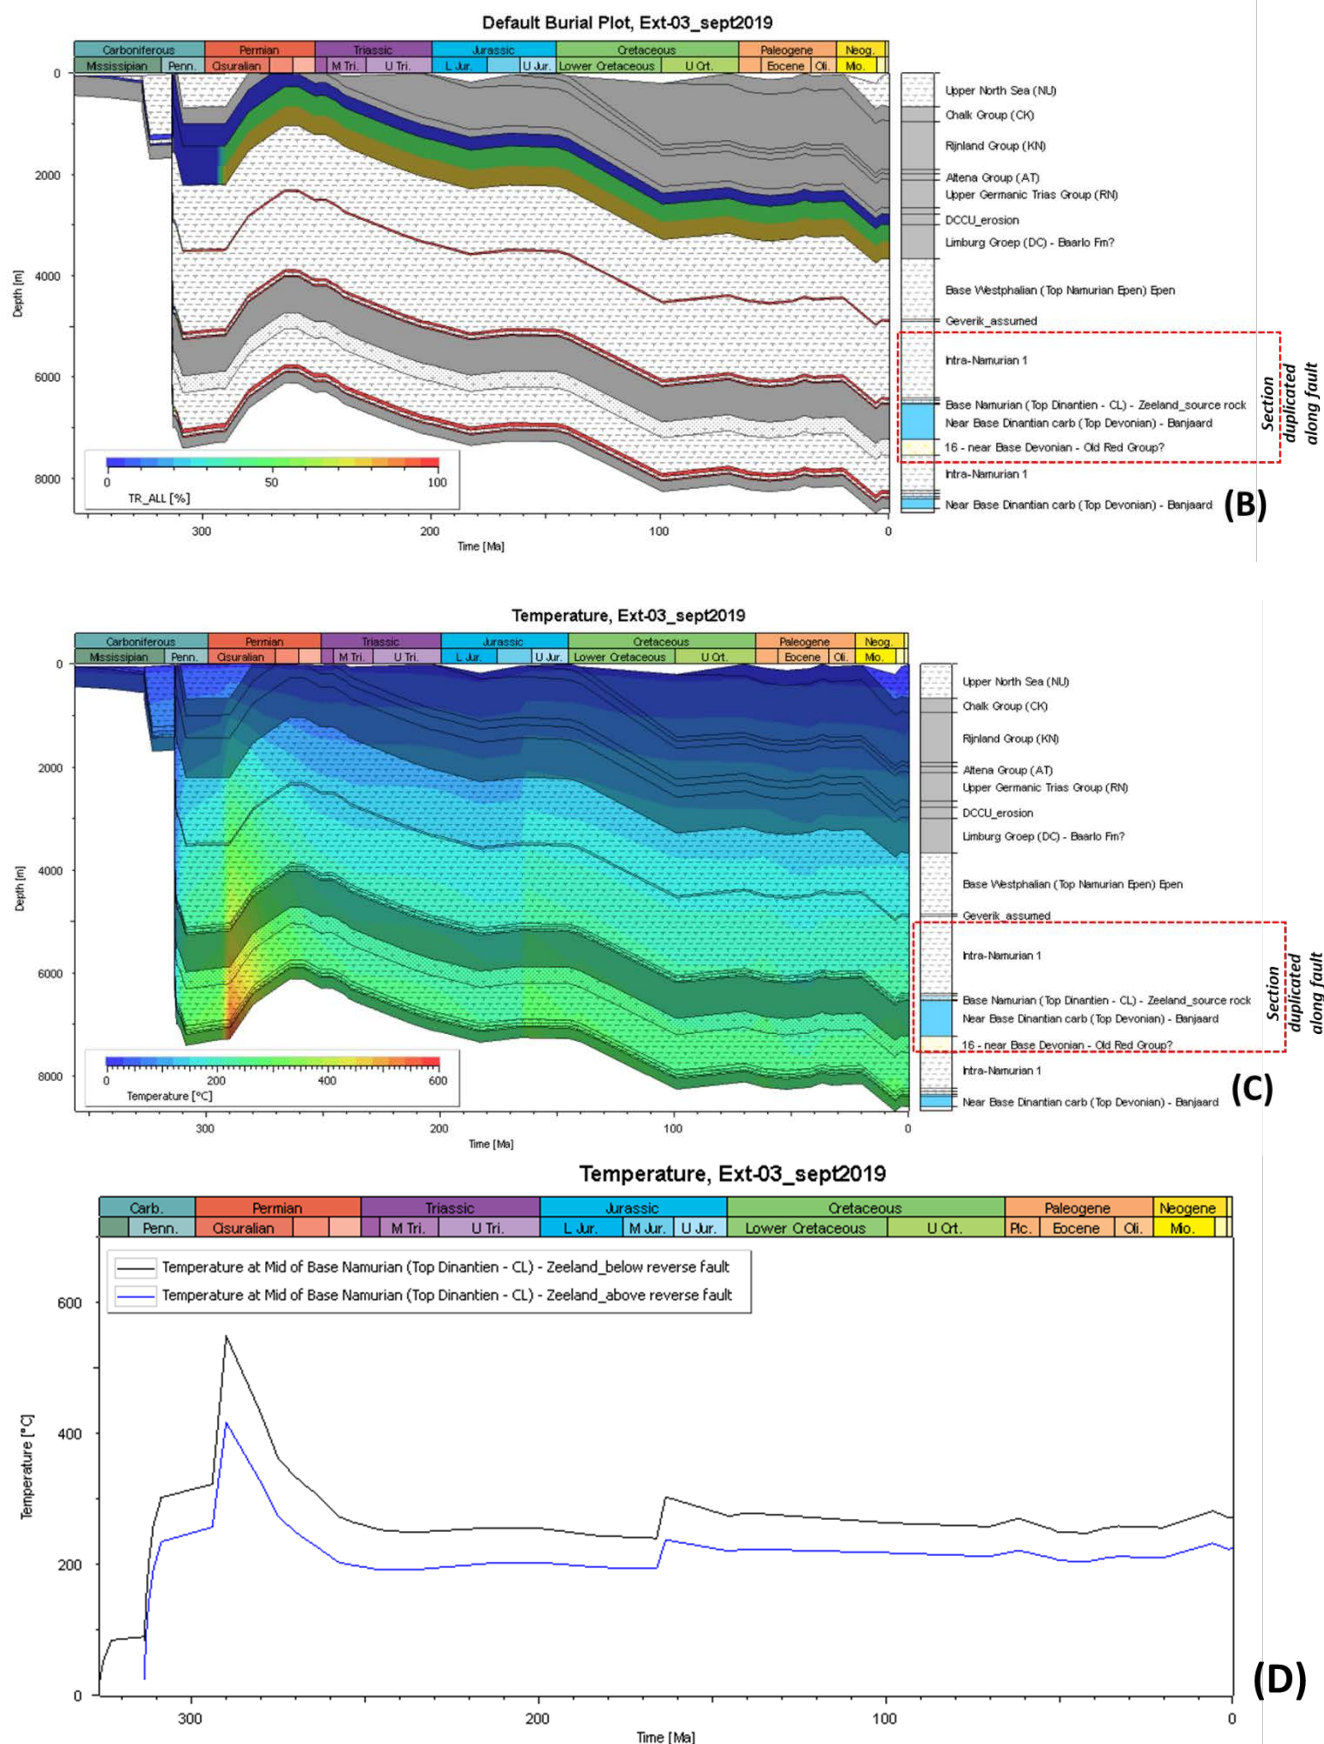 Default Burial Plot, Ext-03_sept2019
Carboniferous Permian Triassic Jurassic Cretaceous Paleogene Neog.
Mississipian Penn. Cisuralian M Tri. U Tri. L Jur. U Jur. Lower Cretaceous U Crt. Eocene Oli. Mio.
0
2000
4000
6000
8000
Depth [m]
Upper North Sea (NU)
Chalk Group (CK)
Rijnland Group (KN)
Altena Group (AT)
Upper Germanic Trias Group (RN)
DCCU_erosion
Limburg Groep (DC) - Baarlo Fm?
Base Westphalian (Top Namurian Epen) Epen
Geverik_assumed
Intra-Namurian 1
Base Namurian (Top Dinantien - CL) - Zeeland_source rock
Near Base Dinantian carb (Top Devonian) - Banjaard
16 - near Base Devonian - Old Red Group?
Intra-Namurian 1
Near Base Dinantian carb (Top Devonian) - Banjaard
Section
duplicated
along fault
(B)
0 50 100
TR_ALL [%]
300 200 100 0
Time [Ma]
Temperature, Ext-03_sept2019
Carboniferous Permian Triassic Jurassic Cretaceous Paleogene Neog.
Mississipian Penn. Cisuralian M Tri. U Tri. L Jur. U Jur. Lower Cretaceous U Crt. Eocene Oli. Mio.
0
2000
4000
6000
8000
Depth [m]
Upper North Sea (NU)
Chalk Group (CK)
Rijnland Group (KN)
Altena Group (AT)
Upper Germanic Trias Group (RN)
DCCU_erosion
Limburg Groep (DC) - Baarlo Fm?
Base Westphalian (Top Namurian Epen) Epen
Geverik_assumed
Intra-Namurian 1
Base Namurian (Top Dinantien - CL) - Zeeland_source rock
Near Base Dinantian carb (Top Devonian) - Banjaard
16 - near Base Devonian - Old Red Group?
Intra-Namurian 1
Near Base Dinantian carb (Top Devonian) - Banjaard
Section
duplicated
along fault
(C)
0 200 400 600
Temperature [°C]
300 200 100 0
Time [Ma]
Temperature, Ext-03_sept2019
Carb. Permian Triassic Jurassic Cretaceous Paleogene Neogene
Penn. Cisuralian M Tri. U Tri. L Jur. M Jur. U Jur. Lower Cretaceous U Crt. Plc. Eocene Oli. Mio.
Temperature at Mid of Base Namurian (Top Dinantien - CL) - Zeeland_below reverse fault
Temperature at Mid of Base Namurian (Top Dinantien - CL) - Zeeland_above reverse fault
600
400
200
0
Temperature [°C]
(D)
300 200 100 0
Time [Ma]